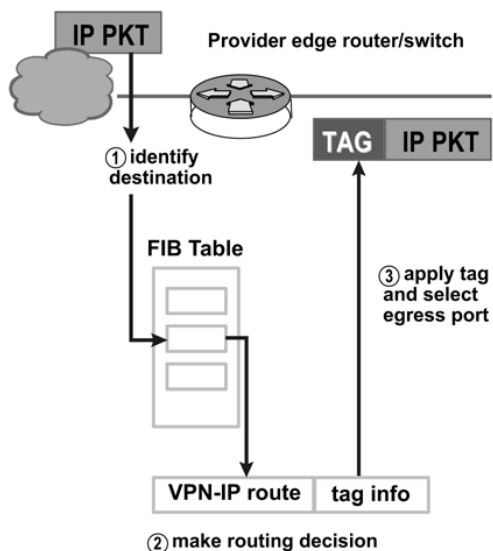 IP PKT
Provider edge router/switch
TAG IP PKT
① identify
destination
FIB Table
③ apply tag
and select
egress port
VPN-IP route tag info
② make routing decision